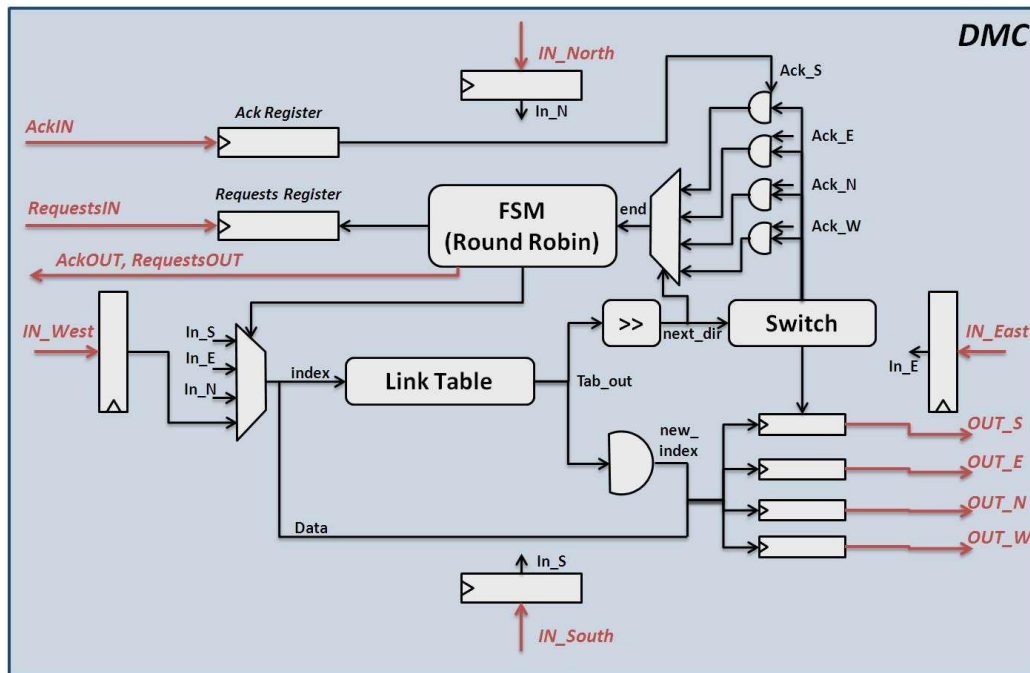 DMC
IN_North
Ack_S
In_N
Ack Register
AckIN
Ack_E
Requests Register
Ack_N
RequestsIN
FSM
(Round Robin)
end
Ack_W
AckOUT, RequestsOUT
IN_West
In_S
In_E
In_N
index
Link Table
Tab_out
>>
next_dir
Switch
IN_East
In_E
new_
index
OUT_S
OUT_E
OUT_N
OUT_W
Data
In_S
IN_South